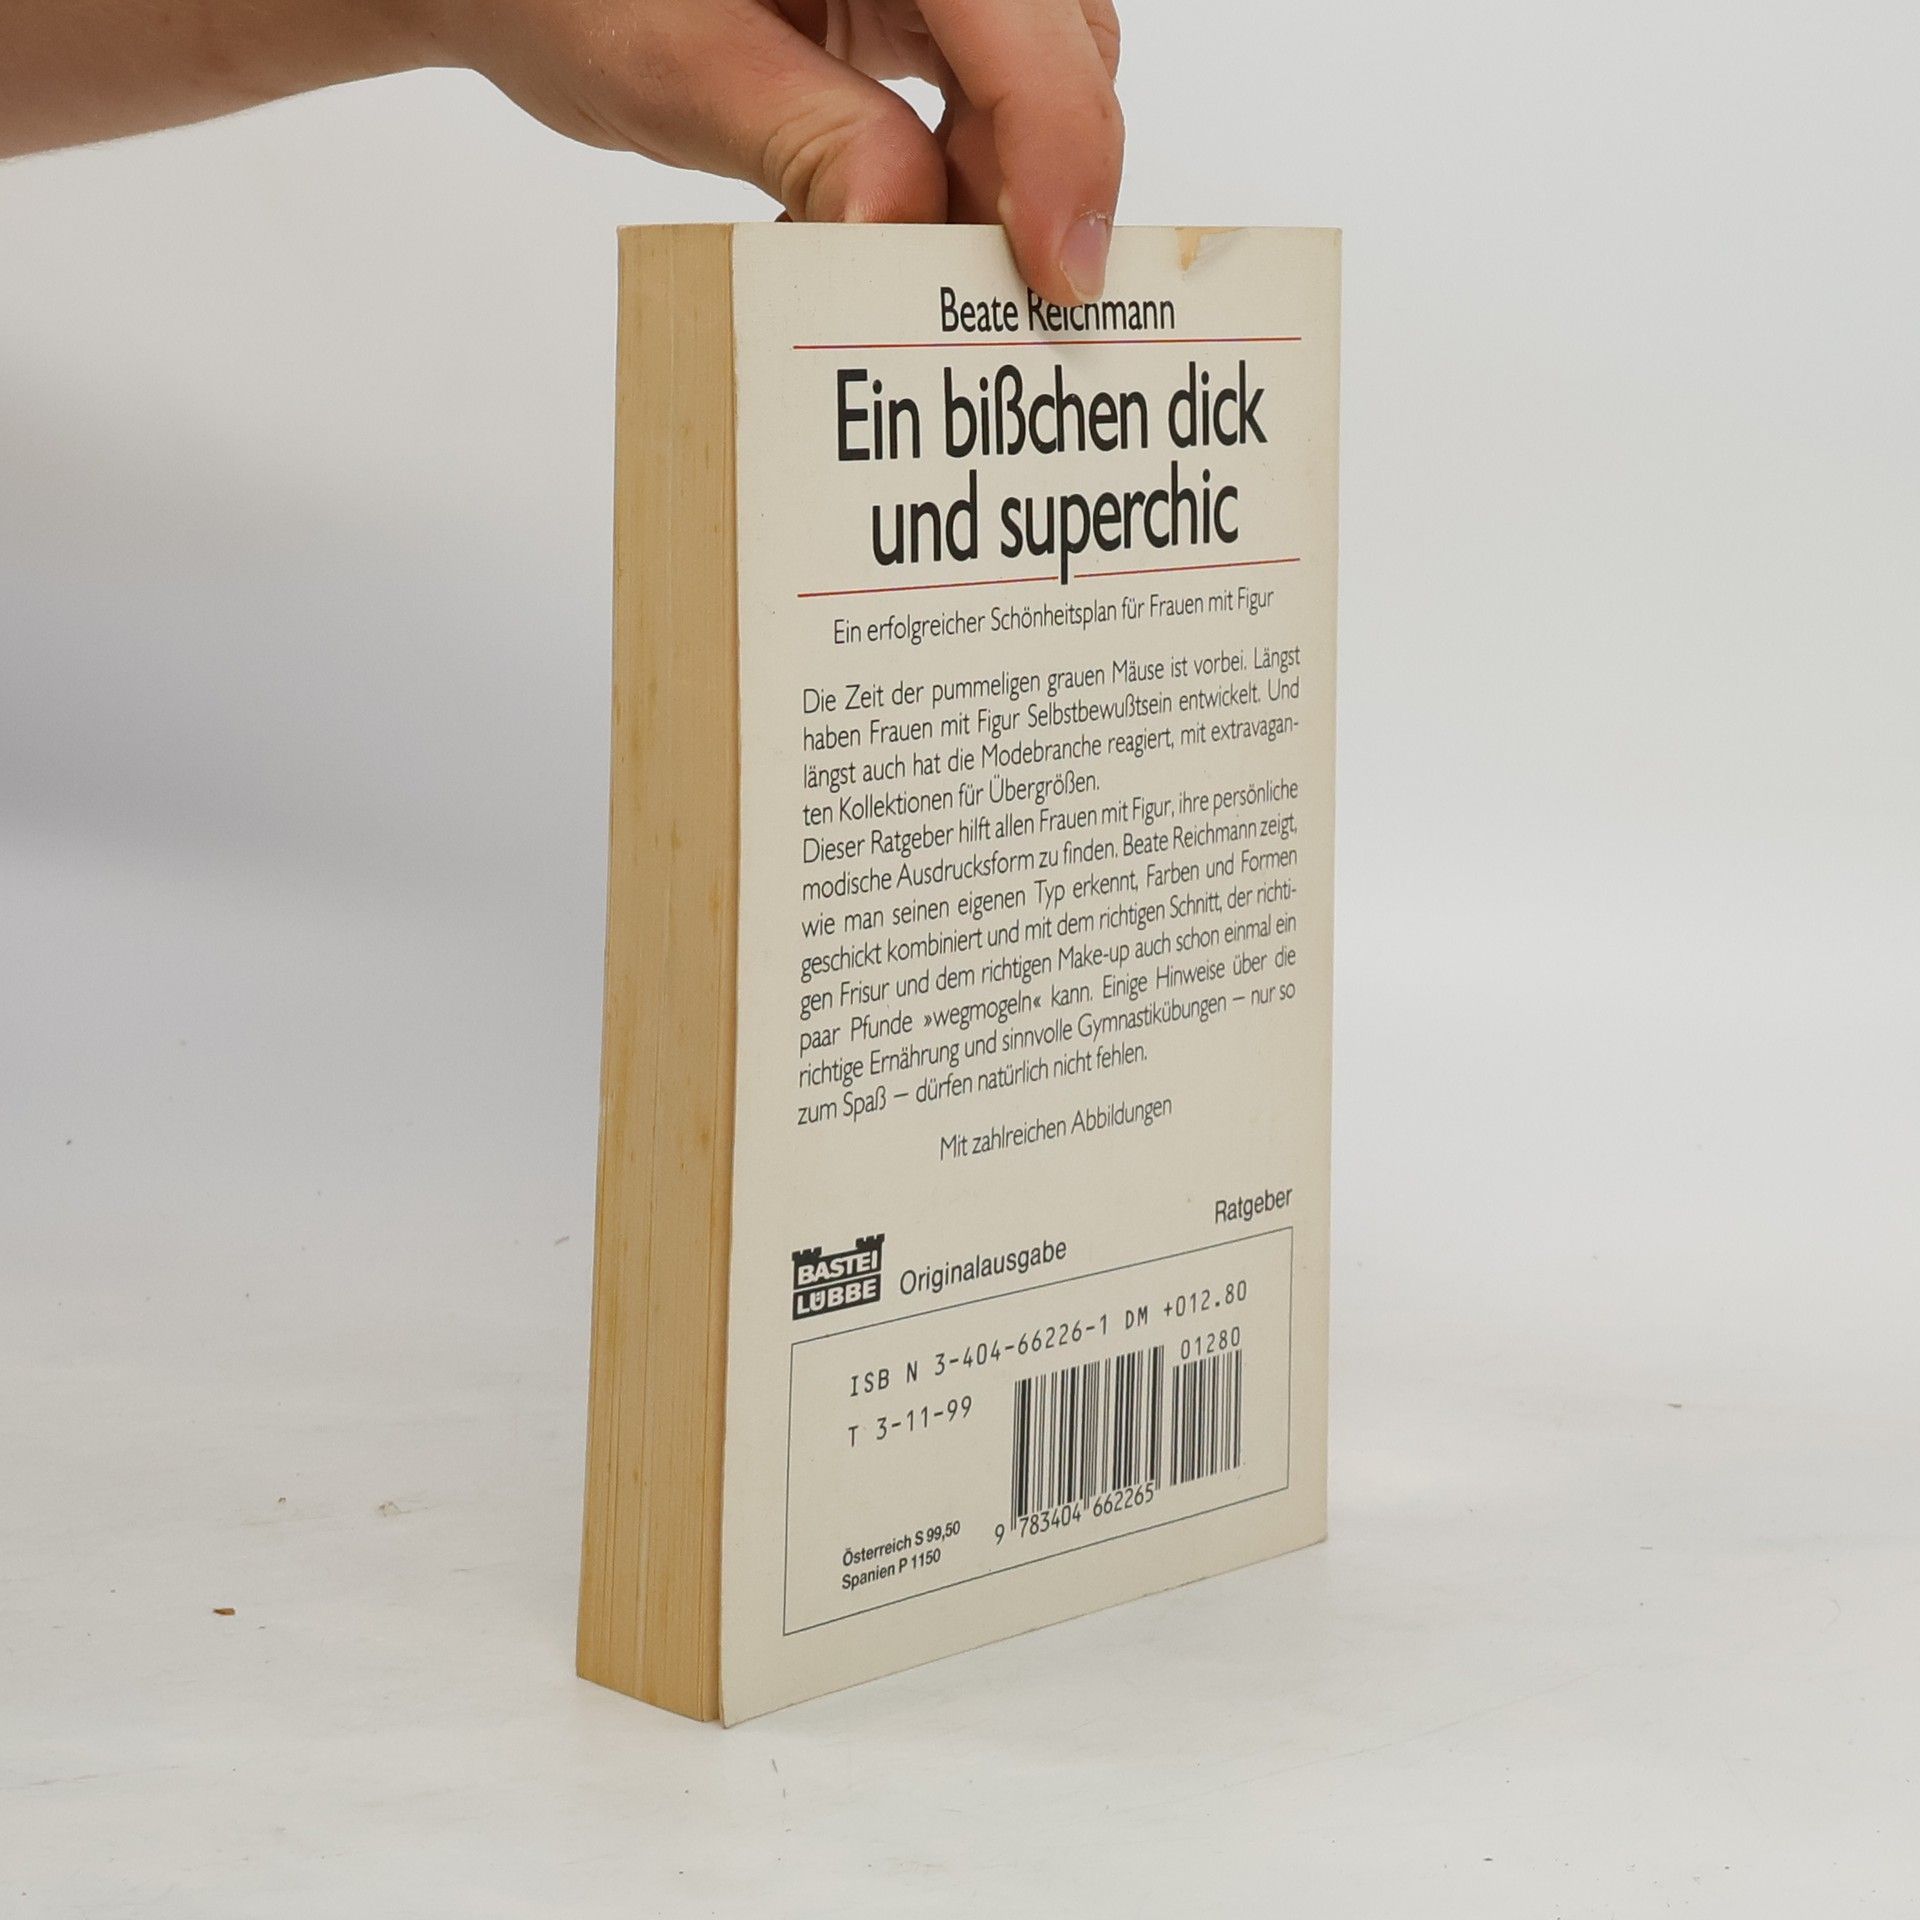 Beate Reichmann
Ein bißchen dick
und superchic
Ein erfolgreicher Schönheitsplan für Frauen mit Figur
Die Zeit der pummeligen grauen Mäuse ist vorbei. Längst
haben Frauen mit Figur Selbstbewußtsein entwickelt. Und
längst auch hat die Modebranche reagiert, mit extravagan-
ten Kollektionen für Übergrößen.
Dieser Ratgeber hilft allen Frauen mit Figur, ihre persönliche
modische Ausdrucksform zu finden. Beate Reichmann zeigt,
wie man seinen eigenen Typ erkennt, Farben und Formen
geschickt kombiniert und mit dem richtigen Schnitt, der richti-
gen Frisur und dem richtigen Make-up auch schon einmal ein
paar Pfunde »wegmogeln« kann. Einige Hinweise über die
richtige Ernährung und sinnvolle Gymnastikübungen – nur so
zum Spaß – dürfen natürlich nicht fehlen.
Mit zahlreichen Abbildungen
Ratgeber
BASTEI
LÜBBE
Originalausgabe
ISB N 3-404-66226-1 DM +012.80
T 3-11-99
01280
9 783404 662265
Österreich S 99,50
Spanien P 1150